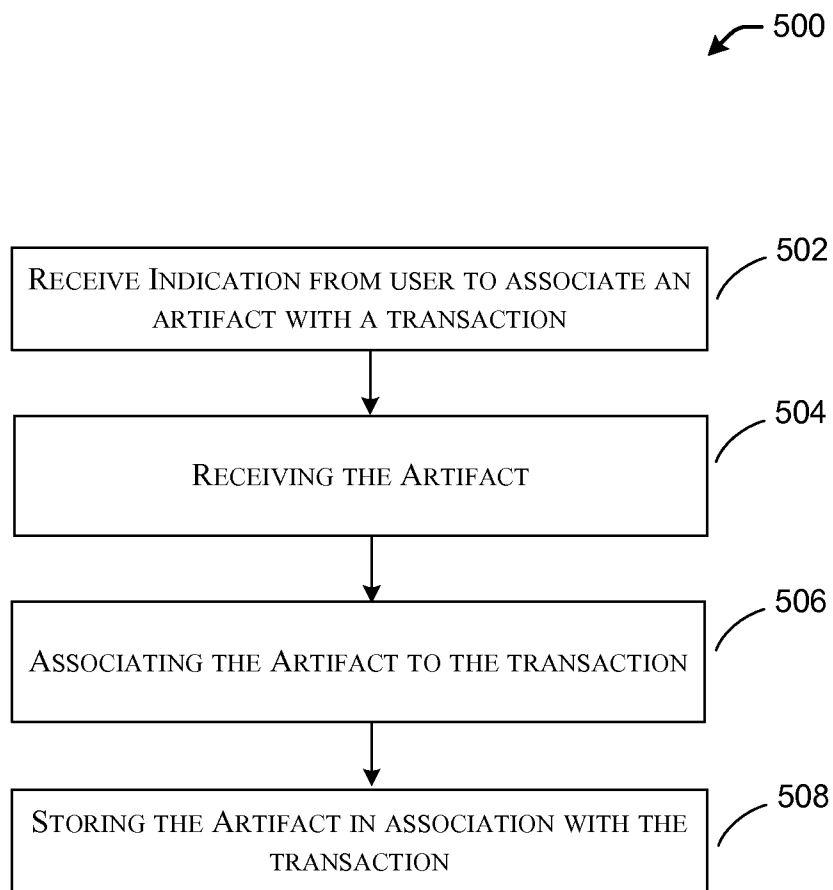 500
502
RECEIVE INDICATION FROM USER TO ASSOCIATE AN
ARTIFACT WITH A TRANSACTION
504
RECEIVING THE ARTIFACT
506
ASSOCIATING THE ARTIFACT TO THE TRANSACTION
508
STORING THE ARTIFACT IN ASSOCIATION WITH THE
TRANSACTION